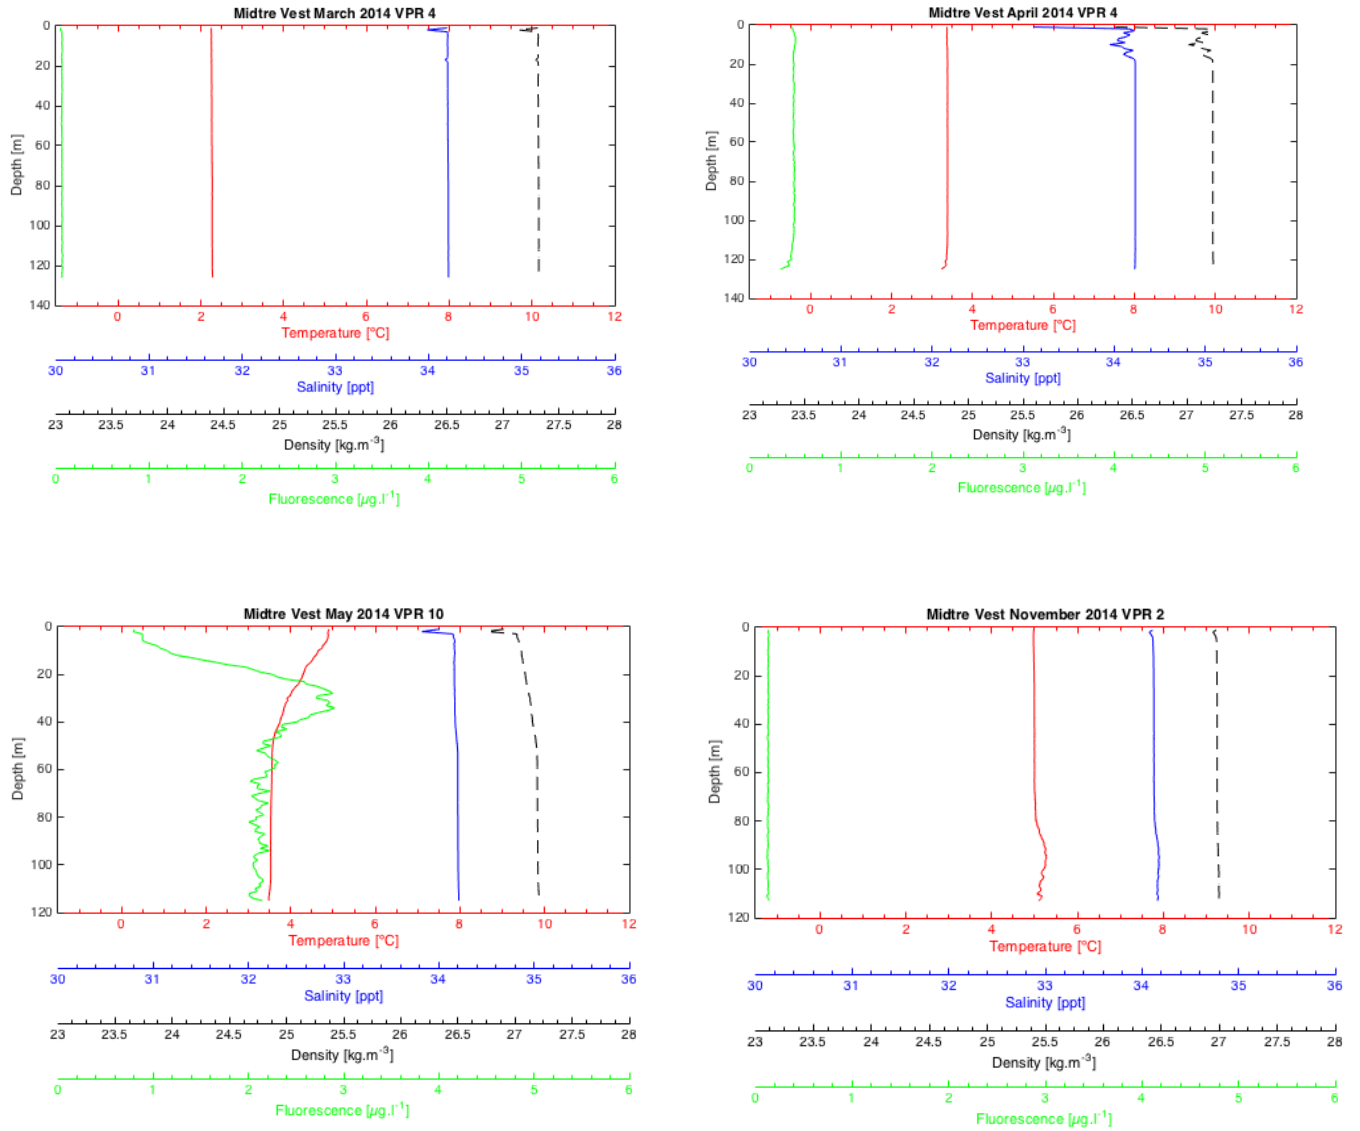 Midtre Vest March 2014 VPR 4
0
20
40
60
80
100
120
140
Depth [m]
0 2 4 6 8 10 12
Temperature [°C]
30 31 32 33 34 35 36
Salinity [ppt]
23 23.5 24 24.5 25 25.5 26 26.5 27 27.5 28
Density [kg.m-3]
0 1 2 3 4 5 6
Fluorescence [µg.l-1]
Midtre Vest April 2014 VPR 4
0
20
40
60
80
100
120
140
Depth [m]
0 2 4 6 8 10 12
Temperature [°C]
30 31 32 33 34 35 36
Salinity [ppt]
23 23.5 24 24.5 25 25.5 26 26.5 27 27.5 28
Density [kg.m-3]
0 1 2 3 4 5 6
Fluorescence [µg.l-1]
Midtre Vest May 2014 VPR 10
0
20
40
60
80
100
120
Depth [m]
0 2 4 6 8 10 12
Temperature [°C]
30 31 32 33 34 35 36
Salinity [ppt]
23 23.5 24 24.5 25 25.5 26 26.5 27 27.5 28
Density [kg.m-3]
0 1 2 3 4 5 6
Fluorescence [µg.l-1]
Midtre Vest November 2014 VPR 2
0
20
40
60
80
100
120
Depth [m]
0 2 4 6 8 10 12
Temperature [°C]
30 31 32 33 34 35 36
Salinity [ppt]
23 23.5 24 24.5 25 25.5 26 26.5 27 27.5 28
Density [kg.m-3]
0 1 2 3 4 5 6
Fluorescence [µg.l-1]